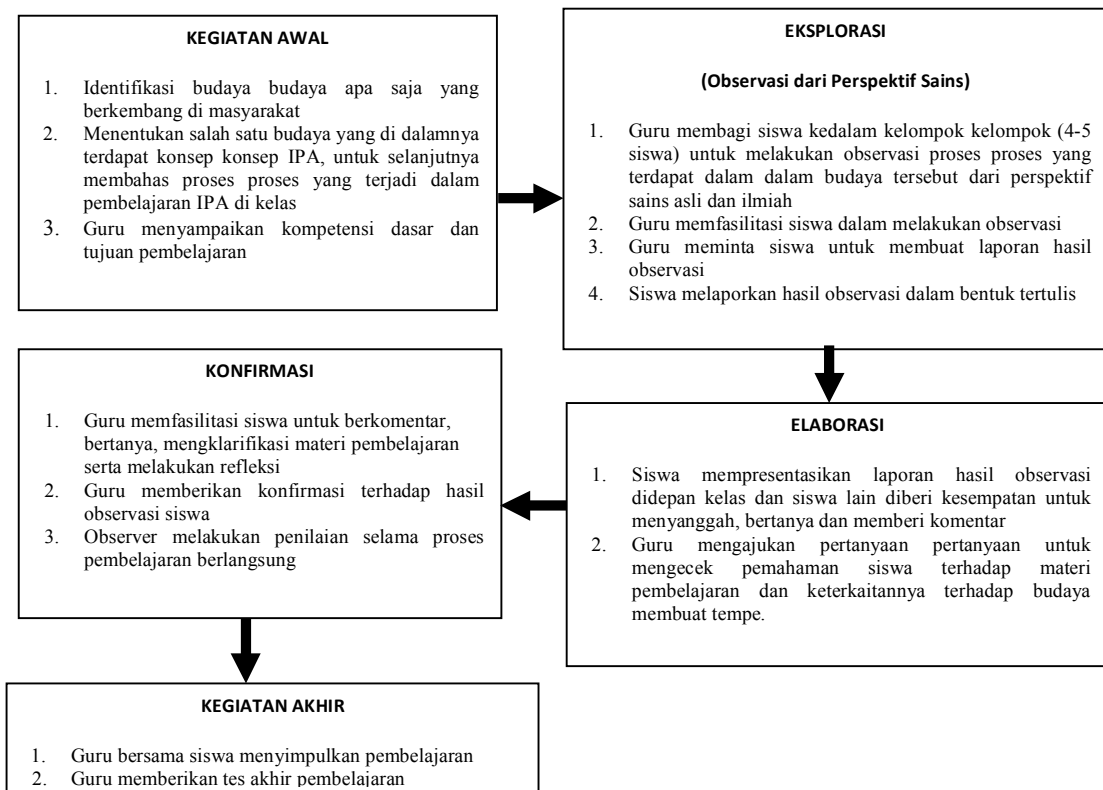 KEGIATAN AWAL
1. Identifikasi budaya budaya apa saja yang
berkembang di masyarakat
2. Menentukan salah satu budaya yang di dalamnya
terdapat konsep konsep IPA, untuk selanjutnya
membahas proses proses yang terjadi dalam
pembelajaran IPA di kelas
3. Guru menyampaikan kompetensi dasar dan
tujuan pembelajaran
EKSPLORASI
(Observasi dari Perspektif Sains)
1. Guru membagi siswa kedalam kelompok kelompok (4-5
siswa) untuk melakukan observasi proses proses yang
terdapat dalam dalam budaya tersebut dari perspektif
sains asli dan ilmiah
2. Guru memfasilitasi siswa dalam melakukan observasi
3. Guru meminta siswa untuk membuat laporan hasil
observasi
4. Siswa melaporkan hasil observasi dalam bentuk tertulis
ELABORASI
1. Siswa mempresentasikan laporan hasil observasi
didepan kelas dan siswa lain diberi kesempatan untuk
menyanggah, bertanya dan memberi komentar
2. Guru mengajukan pertanyaan pertanyaan untuk
mengecek pemahaman siswa terhadap materi
pembelajaran dan keterkaitannya terhadap budaya
membuat tempe.
KONFIRMASI
1. Guru memfasilitasi siswa untuk berkomentar,
bertanya, mengklarifikasi materi pembelajaran
serta melakukan refleksi
2. Guru memberikan konfirmasi terhadap hasil
observasi siswa
3. Observer melakukan penilaian selama proses
pembelajaran berlangsung
KEGIATAN AKHIR
1. Guru bersama siswa menyimpulkan pembelajaran
2. Guru memberikan tes akhir pembelajaran